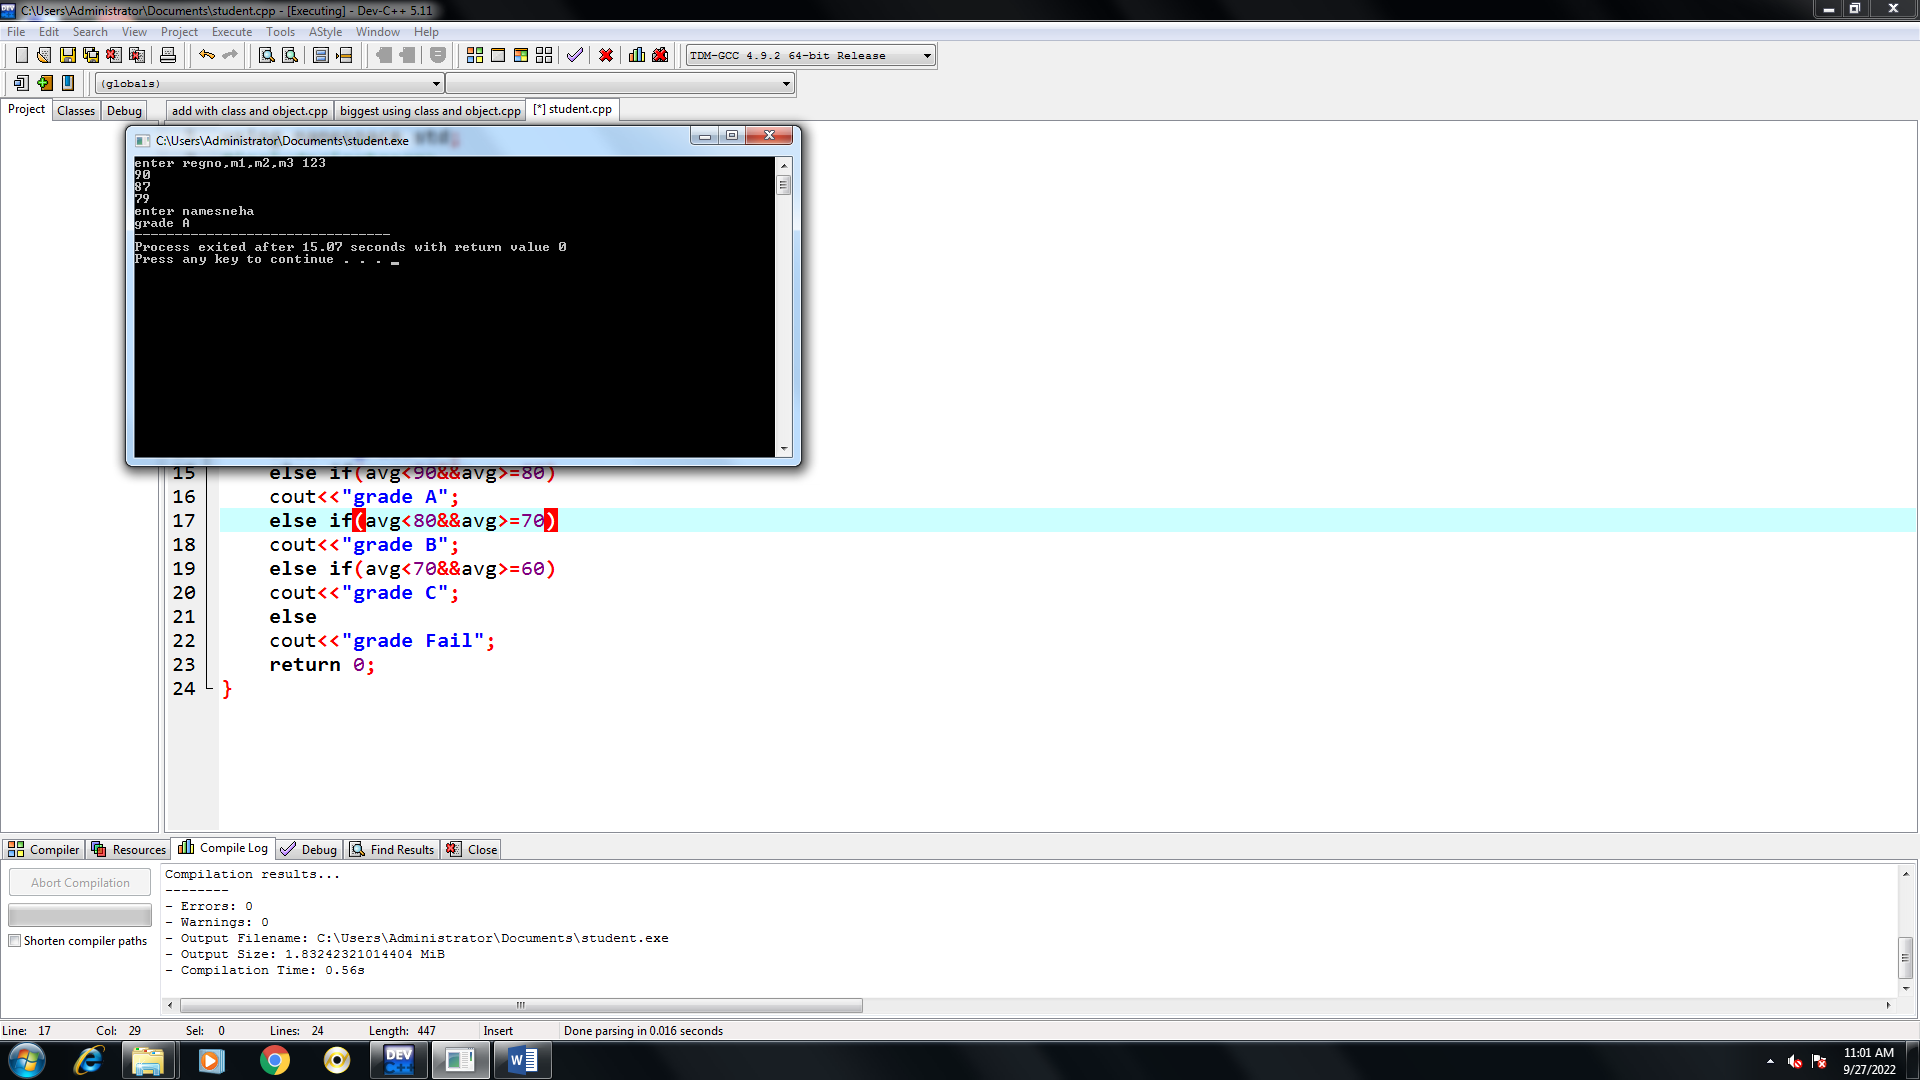 C:\Users\Administrator\Documents\student.cpp - [Executing] - Dev-C++ 5.11
File Edit Search View Project Execute Tools AStyle Window Help
TDM-GCC 4.9.2 64-bit Release
(globals)
Project Classes Debug
add with class and object.cpp biggest using class and object.cpp [*] student.cpp
C:\Users\Administrator\Documents\student.exe
enter regno,m1,m2,m3 123
90
87
79
enter namesneha
grade A
--------------------------------
Process exited after 15.07 seconds with return value 0
Press any key to continue . . . _
15 else if(avg<90&&avg>=80)
16 cout<<"grade A";
17 else if(avg<80&&avg>=70)
18 cout<<"grade B";
19 else if(avg<70&&avg>=60)
20 cout<<"grade C";
21 else
22 cout<<"grade Fail";
23 return 0;
24 }
Compiler Resources Compile Log Debug Find Results Close
Abort Compilation
Shorten compiler paths
Compilation results...
--------
- Errors: 0
- Warnings: 0
- Output Filename: C:\Users\Administrator\Documents\student.exe
- Output Size: 1.83242321014404 MiB
- Compilation Time: 0.56s
Line: 17 Col: 29 Sel: 0 Lines: 24 Length: 447 Insert Done parsing in 0.016 seconds
DEV C++
11:01 AM
9/27/2022